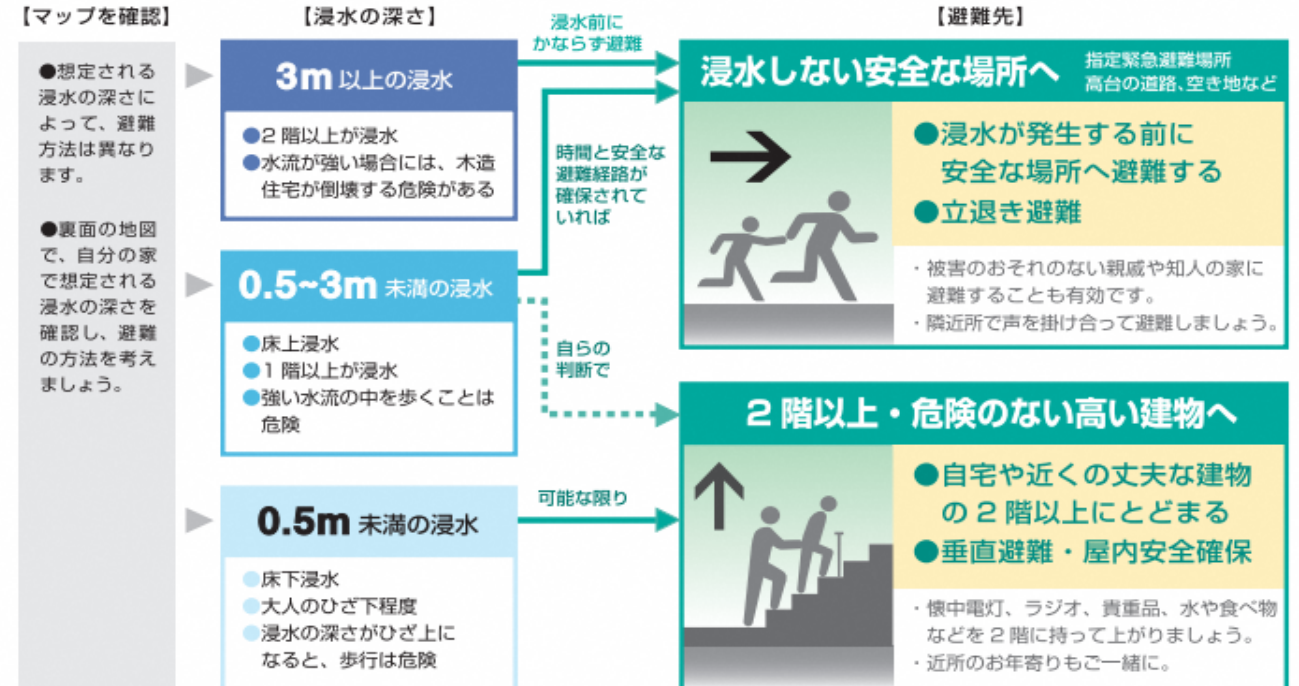 【マップを確認】
●想定される
浸水の深さに
よって、避難
方法は異なり
ます。
●裏面の地図
で、自分の家
で想定される
浸水の深さを
確認し、避難
の方法を考え
ましょう。
【浸水の深さ】
3m以上の浸水
●2階以上が浸水
●水流が強い場合には、木造
住宅が倒壊する危険がある
0.5~3m未満の浸水
●床上浸水
●1階以上が浸水
●強い水流の中を歩くことは
危険
0.5m未満の浸水
●床下浸水
●大人のひざ下程度
●浸水の深さがひざ上に
なると、歩行は危険
浸水前に
かならず避難
時間と安全な
避難経路が
確保されて
いれば
自らの
判断で
可能な限り
【避難先】
浸水しない安全な場所へ
指定緊急避難場所
高台の道路、空き地など
●浸水が発生する前に
安全な場所へ避難する
●立退き避難
・被害のおそれのない親戚や知人の家に
避難することも有効です。
・隣近所で声を掛け合って避難しましょう。
2階以上・危険のない高い建物へ
●自宅や近くの丈夫な建物
の2階以上にとどまる
●垂直避難・屋内安全確保
・懐中電灯、ラジオ、貴重品、水や食べ物
などを2階に持って上がりましょう。
・近所のお年寄りもご一緒に。